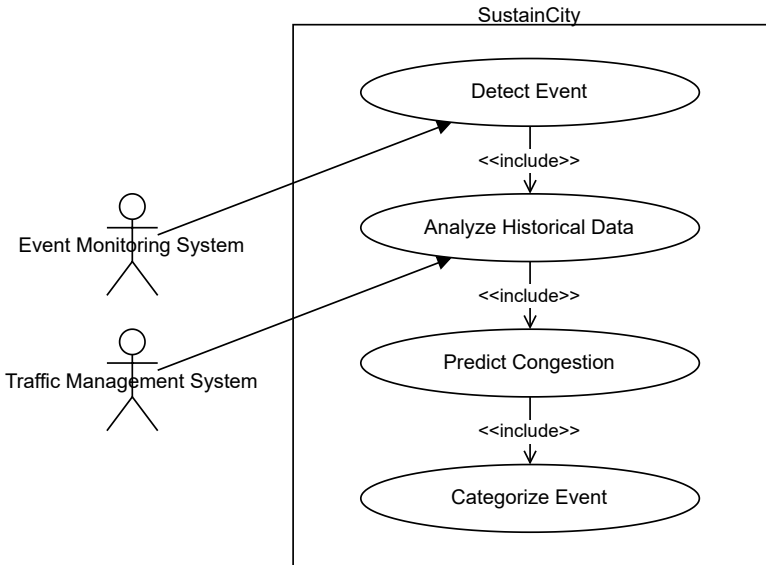 SustainCity
Detect Event
<<include>>
Analyze Historical Data
Event Monitoring System
<<include>>
Predict Congestion
Traffic Management System
<<include>>
Categorize Event